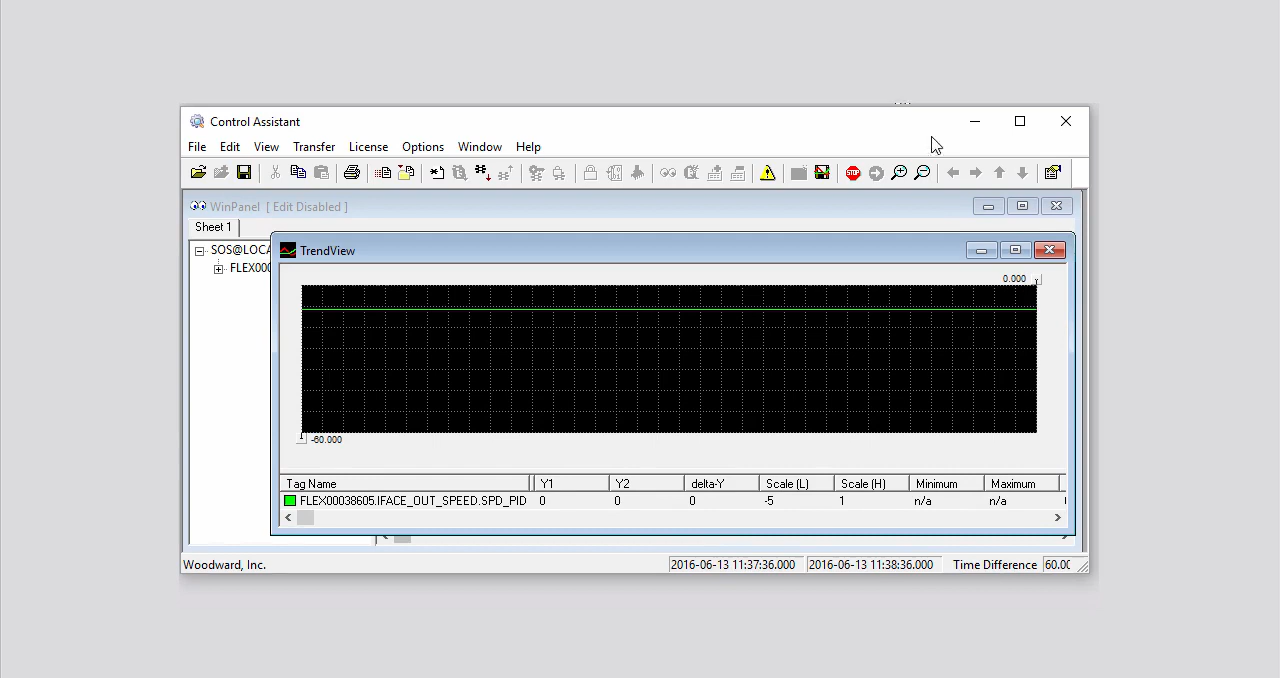 Control Assistant
File Edit View Transfer License Options Window Help
STOP
WinPanel [ Edit Disabled ]
Sheet 1
SOS@LOCA
FLEX000
TrendView
0.000
-60.000
Tag Name Y1 Y2 delta-Y Scale (L) Scale (H) Minimum Maximum
FLEX00038605.IFACE_OUT_SPEED.SPD_PID 0 0 0 -5 1 n/a n/a
Woodward, Inc. 2016-06-13 11:37:36.000 2016-06-13 11:38:36.000 Time Difference 60.00